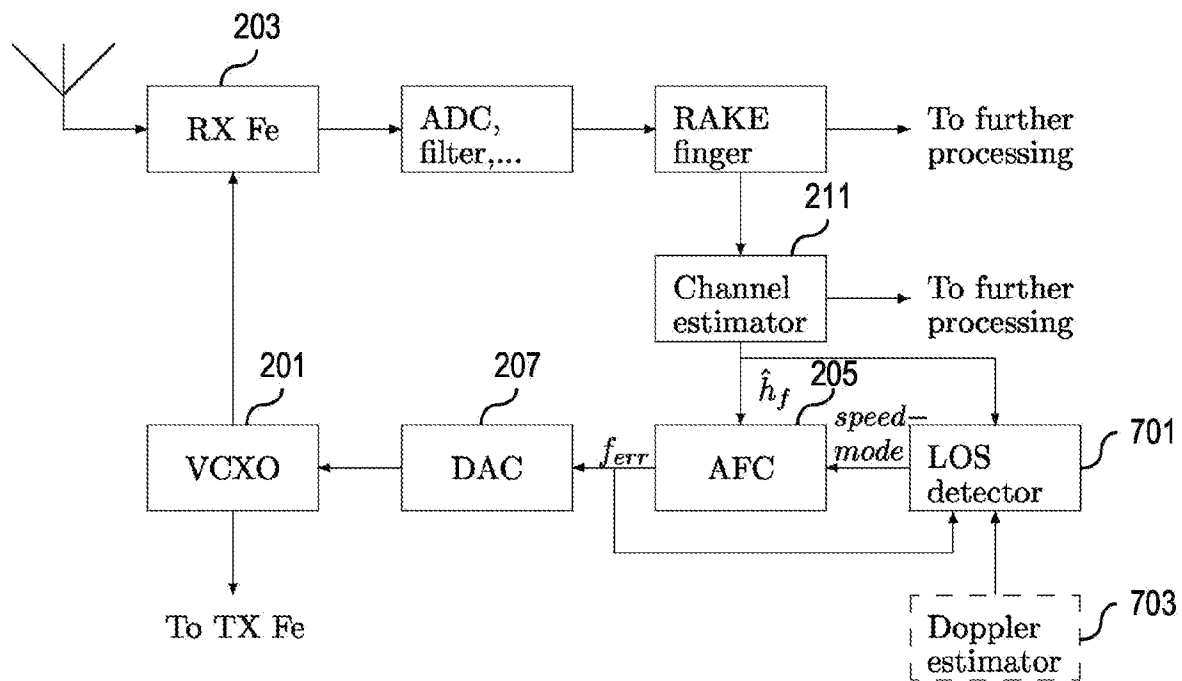 203
RX Fe
ADC,
filter,...
RAKE
finger
To further
processing
211
Channel
estimator
To further
processing
201
207
ĥf
205
speed-
mode
701
VCXO
DAC
ferr
AFC
LOS
detector
To TX Fe
703
Doppler
estimator